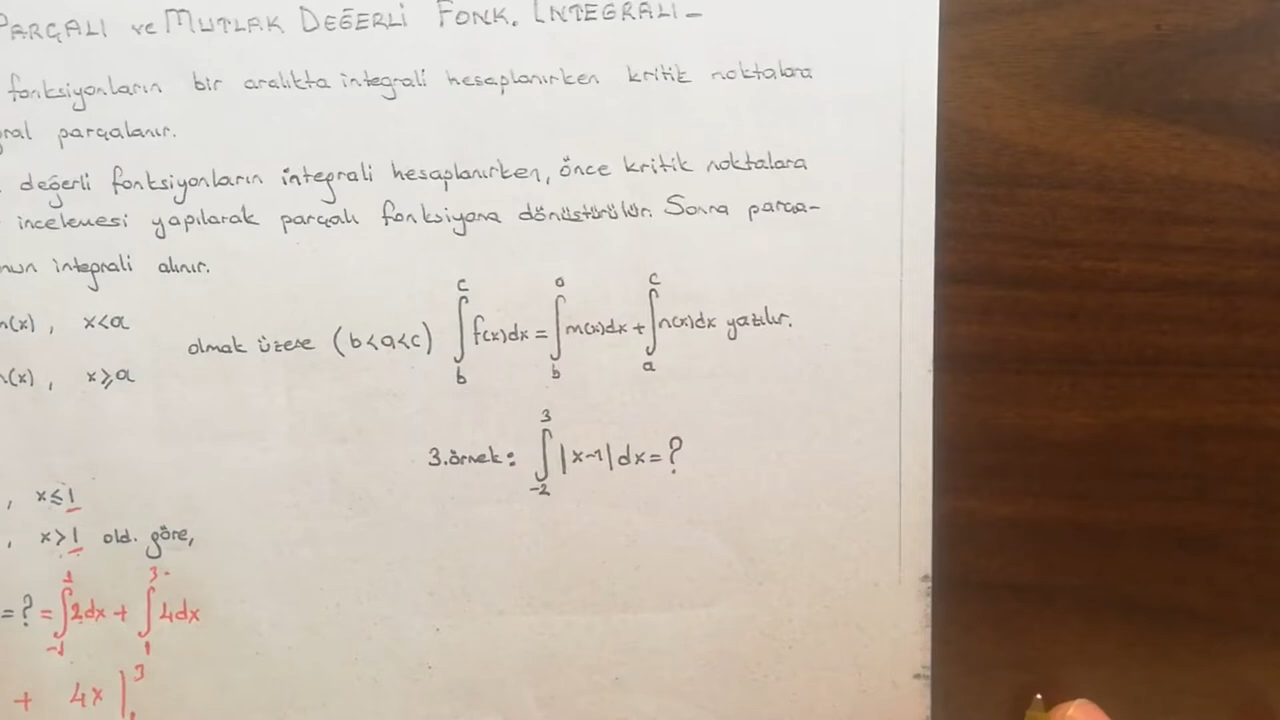 PARÇALI ve MUTLAK DEĞERLİ FONK. İNTEGRALİ-
fonksiyonların bir aralıkta integrali hesaplanırken kritik noktalara
parçalanır.
değerli fonksiyonların integrali hesaplanırken, önce kritik noktalara
incelemesi yapılarak parçalı fonksiyona dönüştürülür. Sonra parça-
integrali alınır.
(x), x<a
(x), x≥a
olmak üzere (b<a<c) ∫_b^c f(x)dx = ∫_b^a m(x)dx + ∫_a^c n(x)dx yazılır.
3.örnek: ∫_{-2}^3 |x-1|dx=?
, x≤1
, x>1 old. göre,
=? = ∫_{-1}^1 2dx + ∫_1^3 4dx
+ 4x |^3